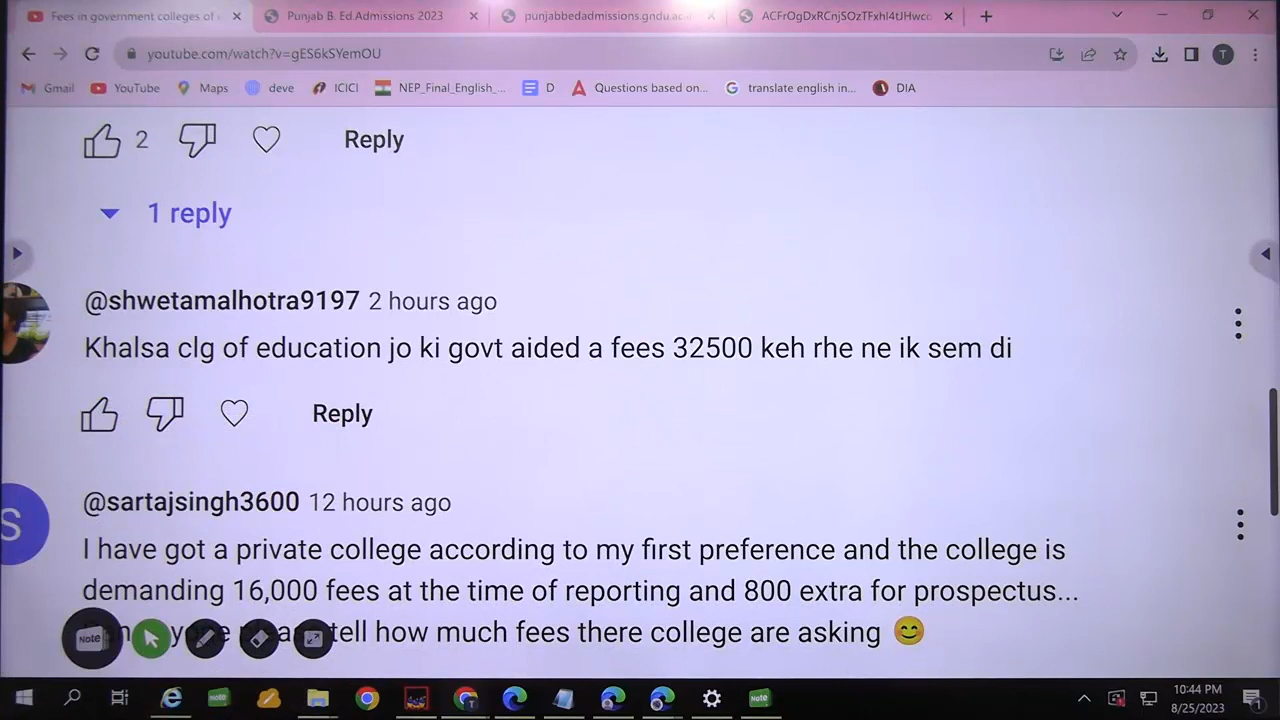 Fees in government colleges of
Punjab B. Ed.Admissions 2023
punjabbedadmissions.gndu.ac.i
ACFrOgDxRCnjSOzTFxhl4tJHwcc
youtube.com/watch?v=gES6kSYemOU
T
Gmail
YouTube
Maps
deve
ICICI
NEP_Final_English_...
D
Questions based on...
translate english in...
DIA
2
Reply
1 reply
@shwetamalhotra9197 2 hours ago
Khalsa clg of education jo ki govt aided a fees 32500 keh rhe ne ik sem di
Reply
S
@sartajsingh3600 12 hours ago
I have got a private college according to my first preference and the college is
demanding 16,000 fees at the time of reporting and 800 extra for prospectus...
tell how much fees there college are asking 😊
Note
10:44 PM
8/25/2023
Note
Note
1